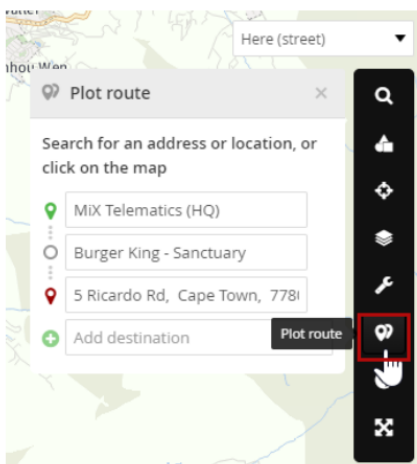 Here (street)
Plot route
Search for an address or location, or
click on the map
MiX Telematics (HQ)
Burger King - Sanctuary
5 Ricardo Rd, Cape Town,
Add destination
Plot route